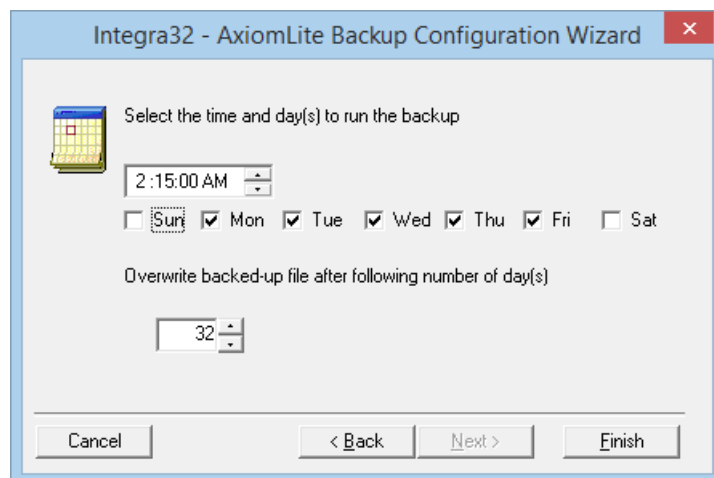 Integra32 - AxiomLite Backup Configuration Wizard
Select the time and day(s) to run the backup
2 :15:00 AM
Sun Mon Tue Wed Thu Fri Sat
Overwrite backed-up file after following number of day(s)
32
Cancel < Back Next > Finish